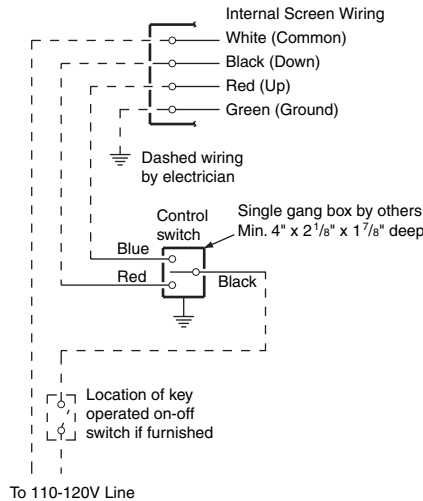 Internal Screen Wiring
White (Common)
Black (Down)
Red (Up)
Green (Ground)
Dashed wiring
by electrician
Control
switch
Single gang box by others
Min. 4" x 2 1/8" x 1 7/8" deep
Blue
Red
Black
Location of key
operated on-off
switch if furnished
To 110-120V Line